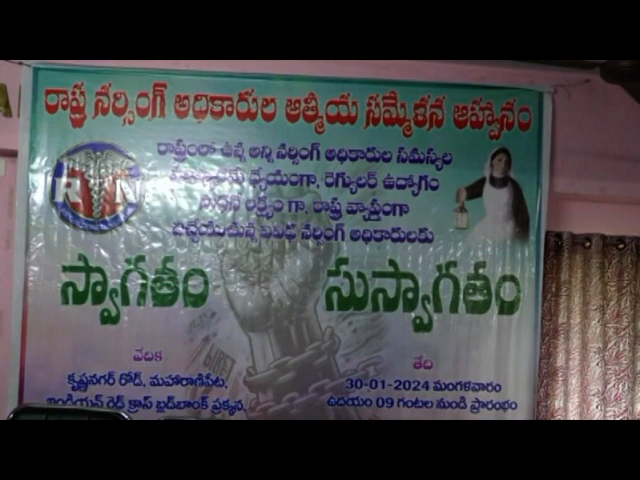 రాష్ట్ర నర్సింగ్ అధికారుల ఆత్మీయ సమ్మేళన ఆహ్వానం
రాష్ట్రంలో ఉన్న అన్ని నర్సింగ్ అధికారుల సమస్యల
ధ్యేయంగా, రెగ్యులర్ ఉద్యోగం
లక్ష్యం గా, రాష్ట్ర వ్యాప్తంగా
విచ్చేయుచున్న వివిధ నర్సింగ్ అధికారులకు
RN
స్వాగతం సుస్వాగతం
వేదిక
కృష్ణనగర్ రోడ్, మహారాణిపేట,
ఇండియన్ రెడ్ క్రాస్ బ్లడ్‌బాంక్ ప్రక్కన,
తేది
30-01-2024 మంగళవారం
ఉదయం 09 గంటల నుండి ప్రారంభం